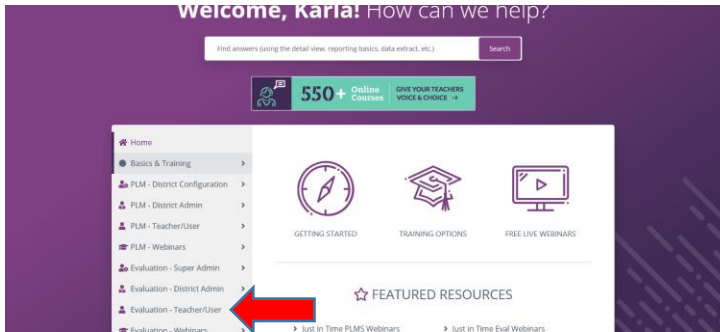 Welcome, Karla! How can we help?
Find answers (using the detail view, reporting basics, data extract, etc.)
Search
550+ Online Courses
GIVE YOUR TEACHERS
VOICE & CHOICE →
Home
Basics & Training
PLM - District Configuration
PLM - District Admin
PLM - Teacher/User
PLM - Webinars
Evaluation - Super Admin
Evaluation - District Admin
Evaluation - Teacher/User
Evaluation - Webinars
GETTING STARTED
TRAINING OPTIONS
FREE LIVE WEBINARS
FEATURED RESOURCES
Just in Time PLMS Webinars
Just in Time Eval Webinars